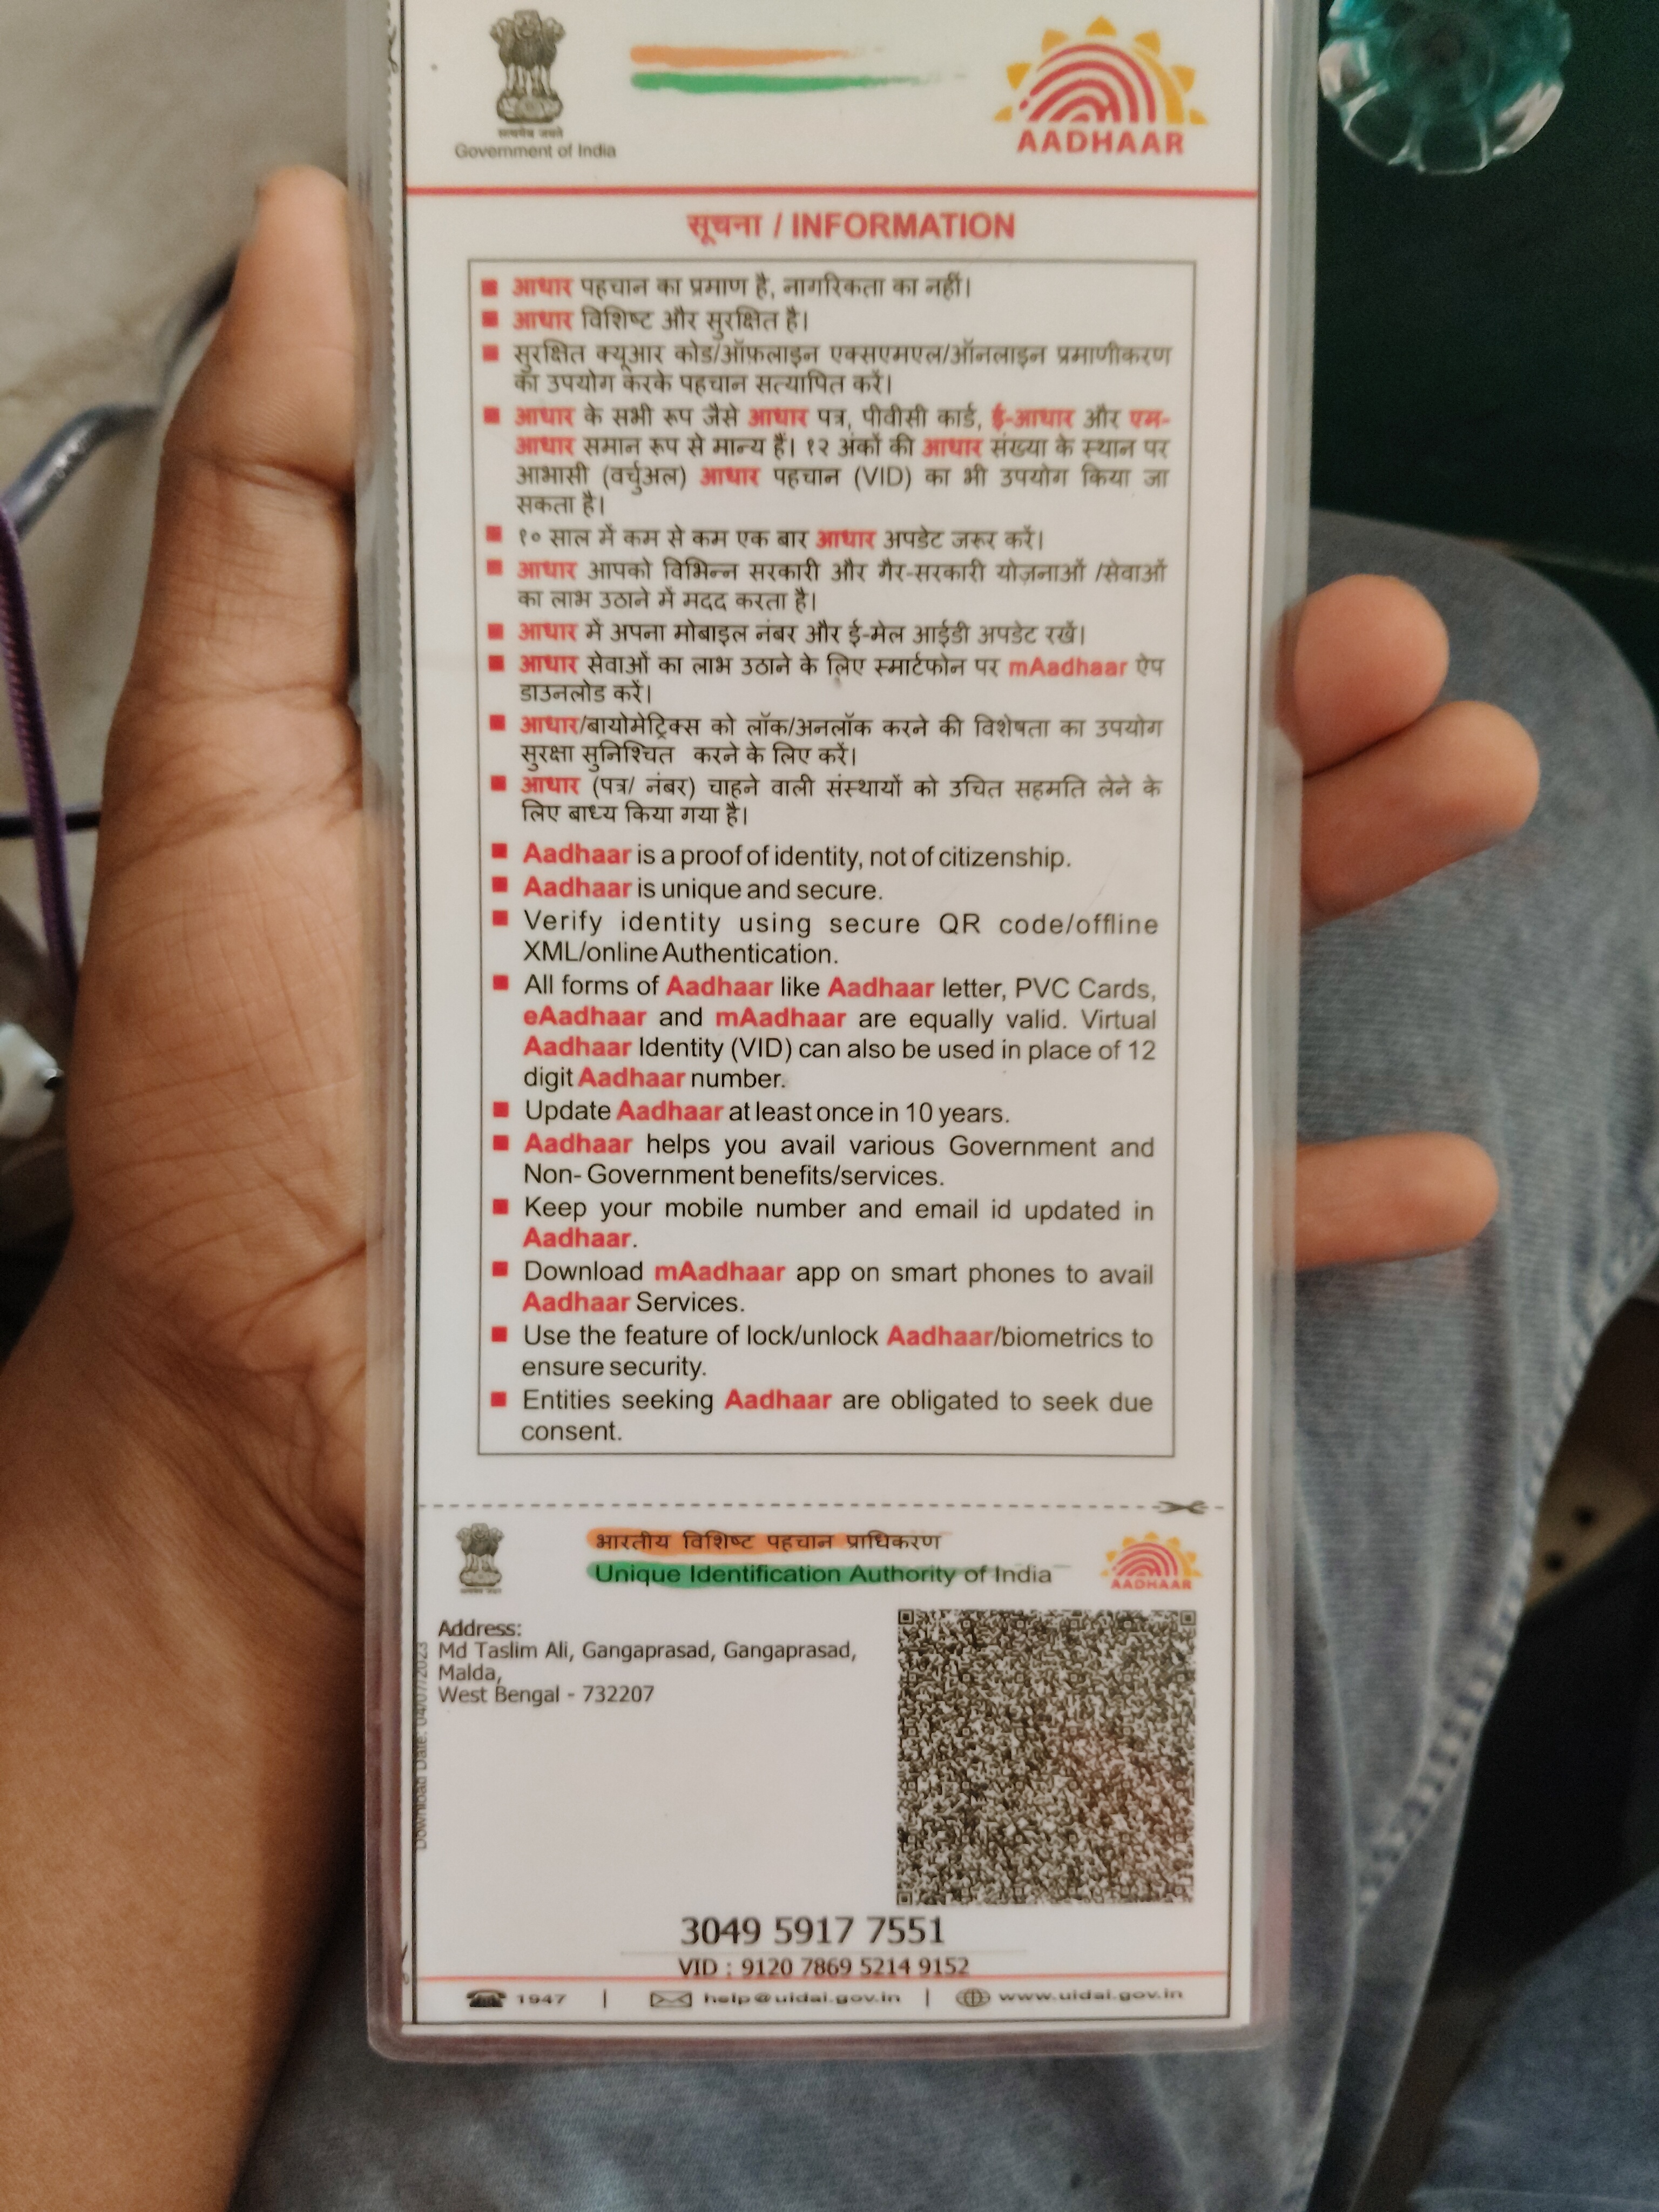 सत्यमेव जयते
Government of India
AADHAAR
सूचना / INFORMATION
आधार पहचान का प्रमाण है, नागरिकता का नहीं।
आधार विशिष्ट और सुरक्षित है।
सुरक्षित क्यूआर कोड/ऑफ़लाइन एक्सएमएल/ऑनलाइन प्रमाणीकरण
का उपयोग करके पहचान सत्यापित करें।
आधार के सभी रूप जैसे आधार पत्र, पीवीसी कार्ड, ई-आधार और एम-
आधार समान रूप से मान्य हैं। १२ अंकों की आधार संख्या के स्थान पर
आभासी (वर्चुअल) आधार पहचान (VID) का भी उपयोग किया जा
सकता है।
१० साल में कम से कम एक बार आधार अपडेट जरूर करें।
आधार आपको विभिन्न सरकारी और गैर-सरकारी योजनाओं /सेवाओं
का लाभ उठाने में मदद करता है।
आधार में अपना मोबाइल नंबर और ई-मेल आईडी अपडेट रखें।
आधार सेवाओं का लाभ उठाने के लिए स्मार्टफोन पर mAadhaar ऐप
डाउनलोड करें।
आधार/बायोमेट्रिक्स को लॉक/अनलॉक करने की विशेषता का उपयोग
सुरक्षा सुनिश्चित करने के लिए करें।
आधार (पत्र/ नंबर) चाहने वाली संस्थायों को उचित सहमति लेने के
लिए बाध्य किया गया है।
Aadhaar is a proof of identity, not of citizenship.
Aadhaar is unique and secure.
Verify identity using secure QR code/offline
XML/online Authentication.
All forms of Aadhaar like Aadhaar letter, PVC Cards,
eAadhaar and mAadhaar are equally valid. Virtual
Aadhaar Identity (VID) can also be used in place of 12
digit Aadhaar number.
Update Aadhaar at least once in 10 years.
Aadhaar helps you avail various Government and
Non- Government benefits/services.
Keep your mobile number and email id updated in
Aadhaar.
Download mAadhaar app on smart phones to avail
Aadhaar Services.
Use the feature of lock/unlock Aadhaar/biometrics to
ensure security.
Entities seeking Aadhaar are obligated to seek due
consent.
भारतीय विशिष्ट पहचान प्राधिकरण
Unique Identification Authority of India
AADHAAR
Download Date: 04/07/2023
Address:
Md Taslim Ali, Gangaprasad, Gangaprasad,
Malda,
West Bengal - 732207
3049 5917 7551
VID : 9120 7869 5214 9152
1947 | help@uidai.gov.in | www.uidai.gov.in